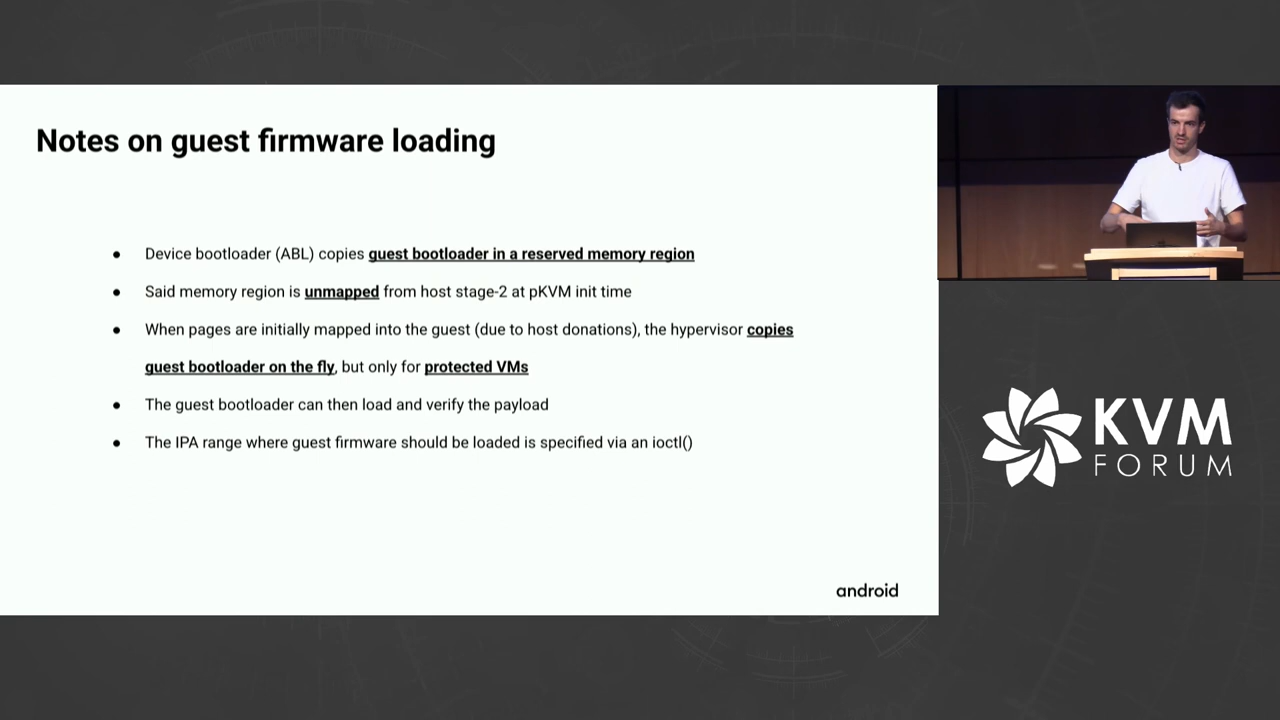 Notes on guest firmware loading
● Device bootloader (ABL) copies guest bootloader in a reserved memory region
● Said memory region is unmapped from host stage-2 at pKVM init time
● When pages are initially mapped into the guest (due to host donations), the hypervisor copies
guest bootloader on the fly, but only for protected VMs
● The guest bootloader can then load and verify the payload
● The IPA range where guest firmware should be loaded is specified via an ioctl()
android
KVM
FORUM